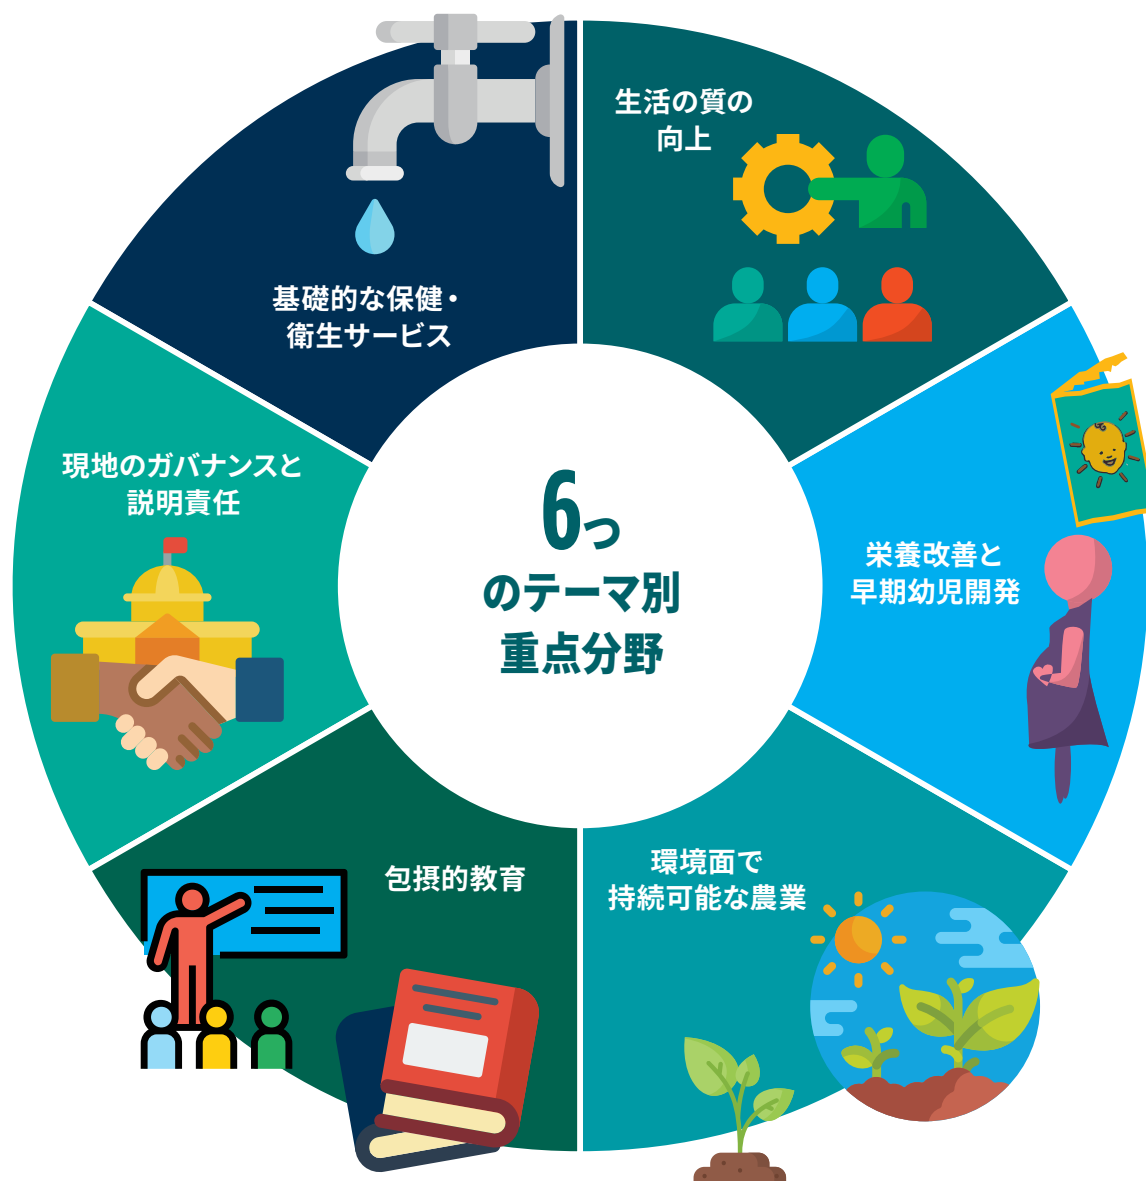 6つ
のテーマ別
重点分野
生活の質の
向上
栄養改善と
早期幼児開発
環境面で
持続可能な農業
包摂的教育
現地のガバナンスと
説明責任
基礎的な保健・
衛生サービス